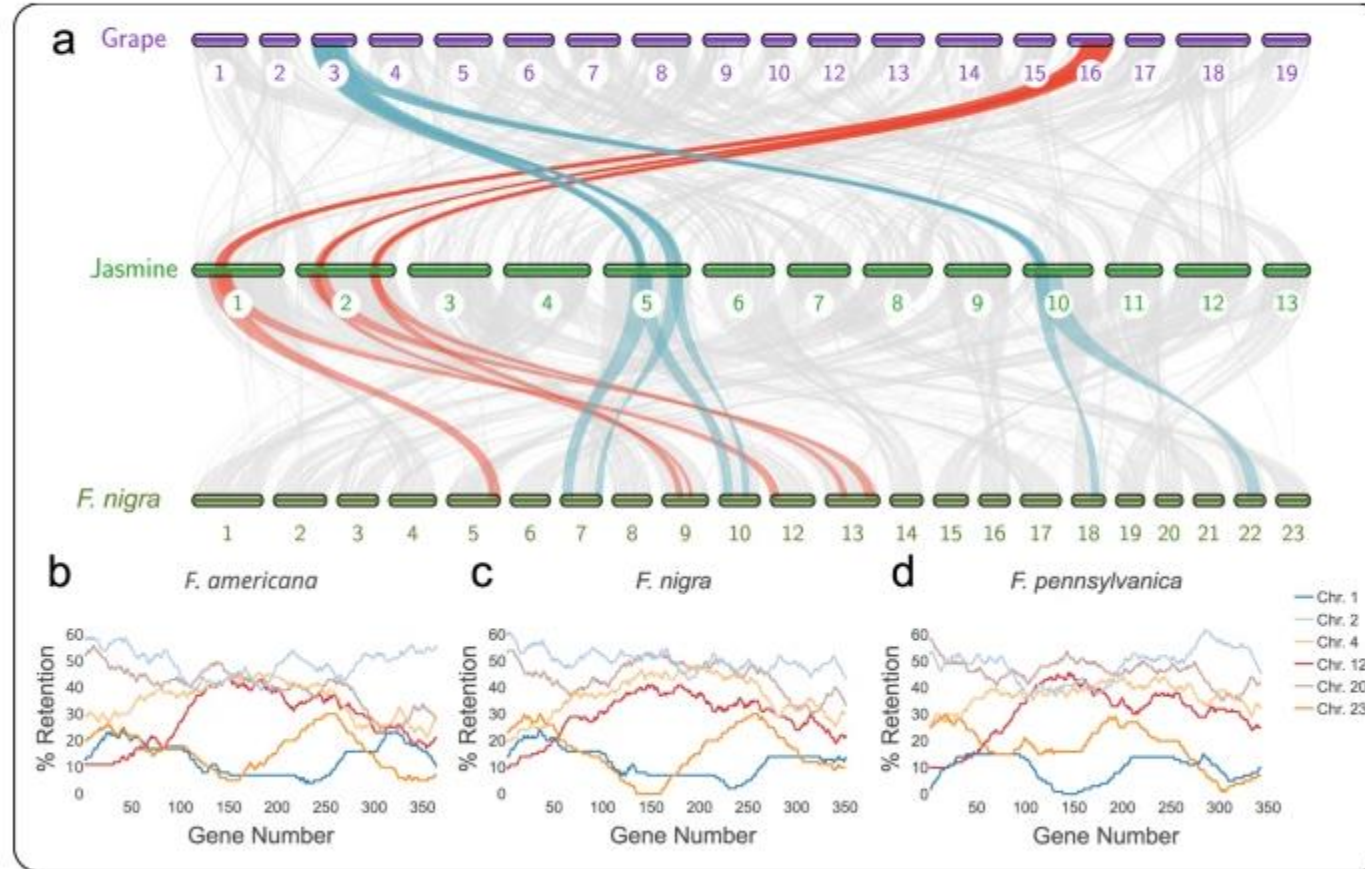 a
Grape
1 2 3 4 5 6 7 8 9 10 12 13 14 15 16 17 18 19
Jasmine
1 2 3 4 5 6 7 8 9 10 11 12 13
F. nigra
1 2 3 4 5 6 7 8 9 10 12 13 14 15 16 17 18 19 20 21 22 23
b F. americana
% Retention
60
50
40
30
20
10
0
50 100 150 200 250 300 350
Gene Number
c F. nigra
% Retention
60
50
40
30
20
10
0
50 100 150 200 250 300 350
Gene Number
d F. pennsylvanica
% Retention
60
50
40
30
20
10
0
50 100 150 200 250 300 350
Gene Number
Chr. 1
Chr. 2
Chr. 4
Chr. 12
Chr. 20
Chr. 23